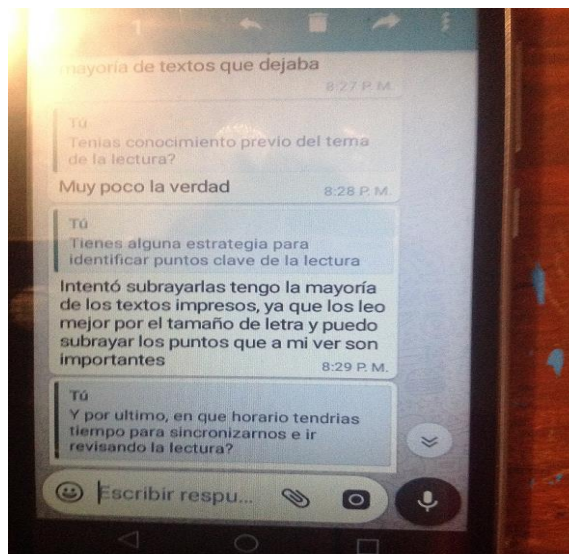 1
mayoría de textos que dejaba
8:27 P. M.
Tú
Tenias conocimiento previo del tema
de la lectura?
Muy poco la verdad
8:28 P. M.
Tú
Tienes alguna estrategia para
identificar puntos clave de la lectura
Intentó subrayarlas tengo la mayoría
de los textos impresos, ya que los leo
mejor por el tamaño de letra y puedo
subrayar los puntos que a mi ver son
importantes
8:29 P. M.
Tú
Y por ultimo, en que horario tendrias
tiempo para sincronizarnos e ir
revisando la lectura?
Escribir respu...